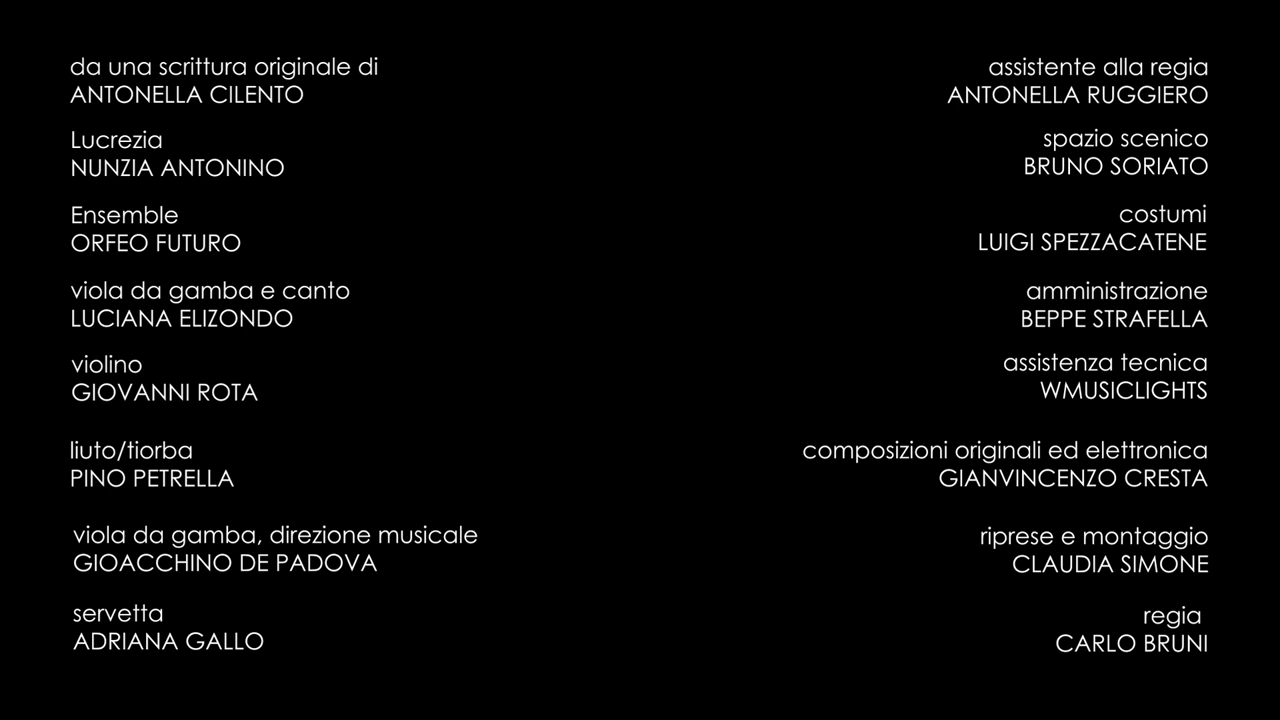 da una scrittura originale di
ANTONELLA CILENTO
Lucrezia
NUNZIA ANTONINO
Ensemble
ORFEO FUTURO
viola da gamba e canto
LUCIANA ELIZONDO
violino
GIOVANNI ROTA
liuto/tiorba
PINO PETRELLA
viola da gamba, direzione musicale
GIOACCHINO DE PADOVA
servetta
ADRIANA GALLO
assistente alla regia
ANTONELLA RUGGIERO
spazio scenico
BRUNO SORIATO
costumi
LUIGI SPEZZACATENE
amministrazione
BEPPE STRAFELLA
assistenza tecnica
WMUSICLIGHTS
composizioni originali ed elettronica
GIANVINCENZO CRESTA
riprese e montaggio
CLAUDIA SIMONE
regia
CARLO BRUNI